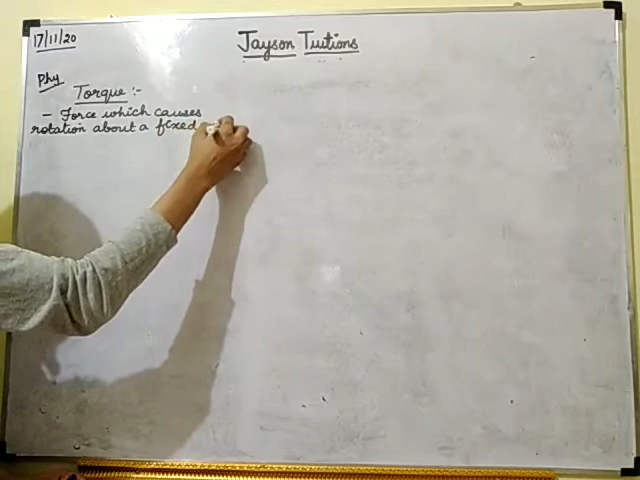 17/11/20
Jayson Tuitions
Phy
Torque :-
- Force which causes
rotation about a fixed